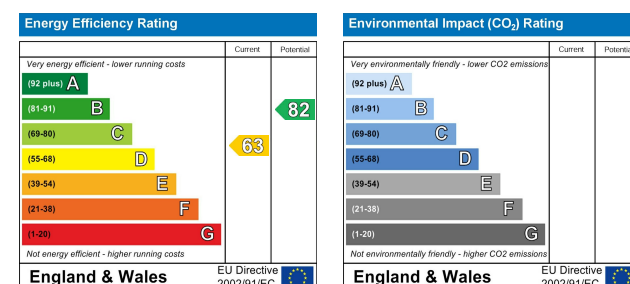 Energy Efficiency Rating
Current Potential
Very energy efficient - lower running costs
(92 plus) A
(81-91) B
82
(69-80) C
63
(55-68) D
(39-54) E
(21-38) F
(1-20) G
Not energy efficient - higher running costs
England & Wales
EU Directive
2002/91/EC
Environmental Impact (CO₂) Rating
Current Potential
Very environmentally friendly - lower CO2 emissions
(92 plus) A
(81-91) B
(69-80) C
(55-68) D
(39-54) E
(21-38) F
(1-20) G
Not environmentally friendly - higher CO2 emissions
England & Wales
EU Directive
2002/91/EC